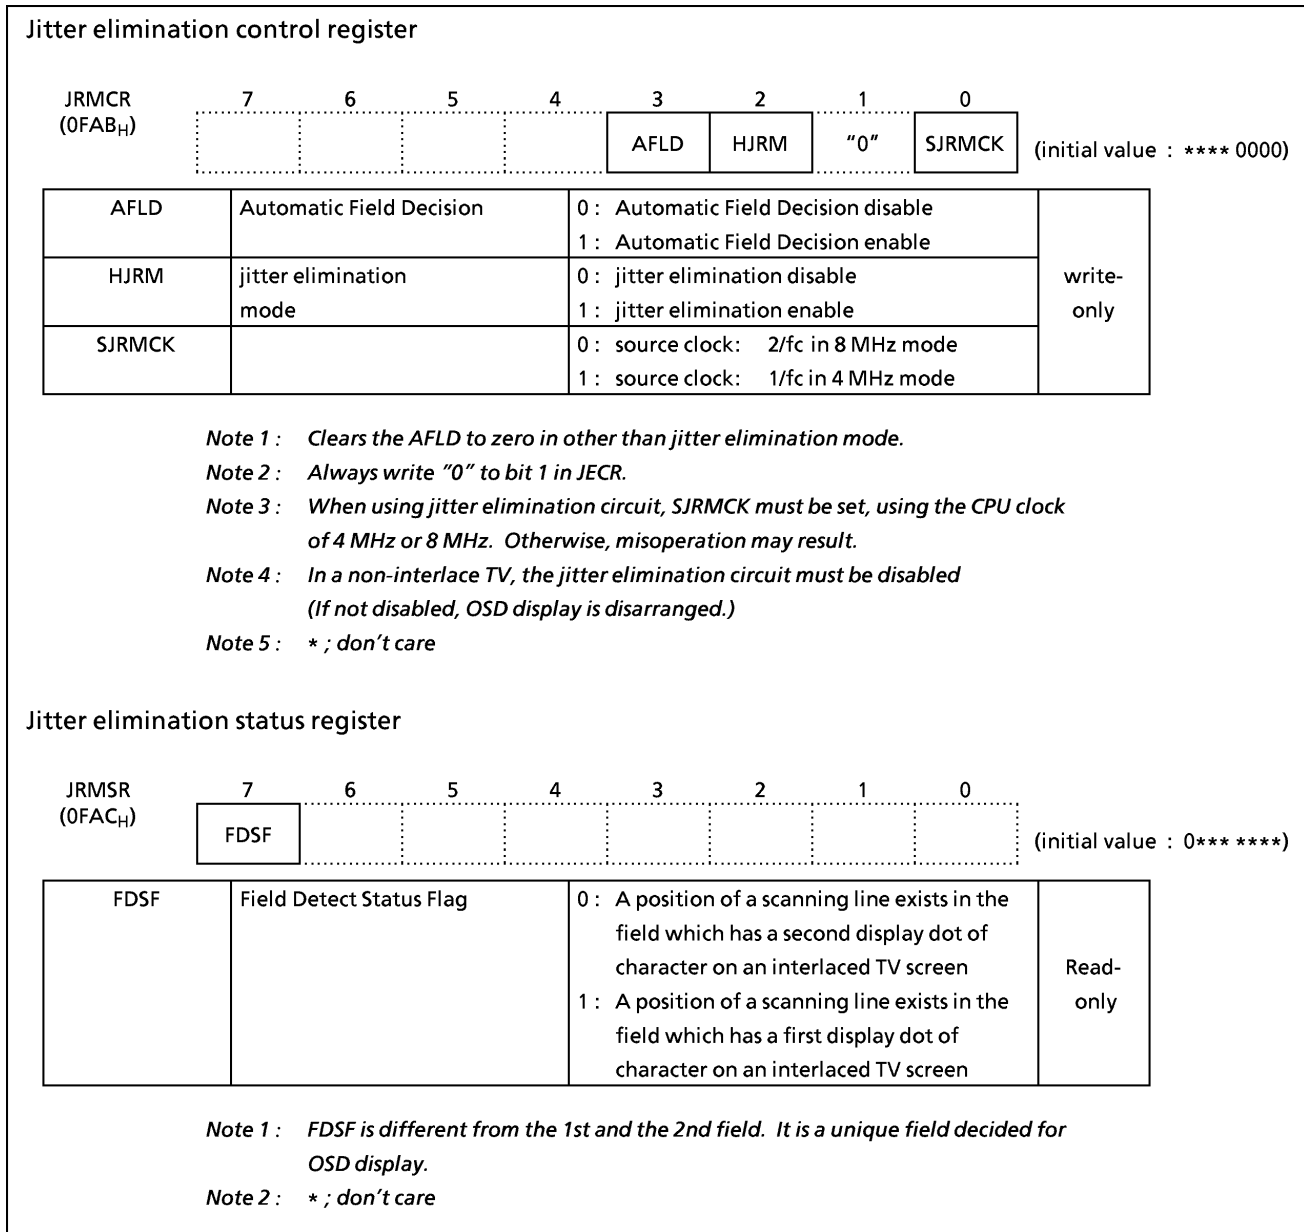 Jitter elimination control register
JRMCR 7 6 5 4 3 2 1 0
(0FABH)
AFLD HJRM “0” SJRMCK (initial value : **** 0000)
AFLD Automatic Field Decision 0 : Automatic Field Decision disable
1 : Automatic Field Decision enable
HJRM jitter elimination 0 : jitter elimination disable write-
mode 1 : jitter elimination enable only
SJRMCK 0 : source clock: 2/fc in 8 MHz mode
1 : source clock: 1/fc in 4 MHz mode
Note 1 : Clears the AFLD to zero in other than jitter elimination mode.
Note 2 : Always write ”0” to bit 1 in JECR.
Note 3 : When using jitter elimination circuit, SJRMCK must be set, using the CPU clock
of 4 MHz or 8 MHz. Otherwise, misoperation may result.
Note 4 : In a non-interlace TV, the jitter elimination circuit must be disabled
(If not disabled, OSD display is disarranged.)
Note 5 : * ; don’t care
Jitter elimination status register
JRMSR 7 6 5 4 3 2 1 0
(0FACH)
FDSF (initial value : 0*** ****)
FDSF Field Detect Status Flag 0 : A position of a scanning line exists in the
field which has a second display dot of
character on an interlaced TV screen Read-
1 : A position of a scanning line exists in the only
field which has a first display dot of
character on an interlaced TV screen
Note 1 : FDSF is different from the 1st and the 2nd field. It is a unique field decided for
OSD display.
Note 2 : * ; don’t care